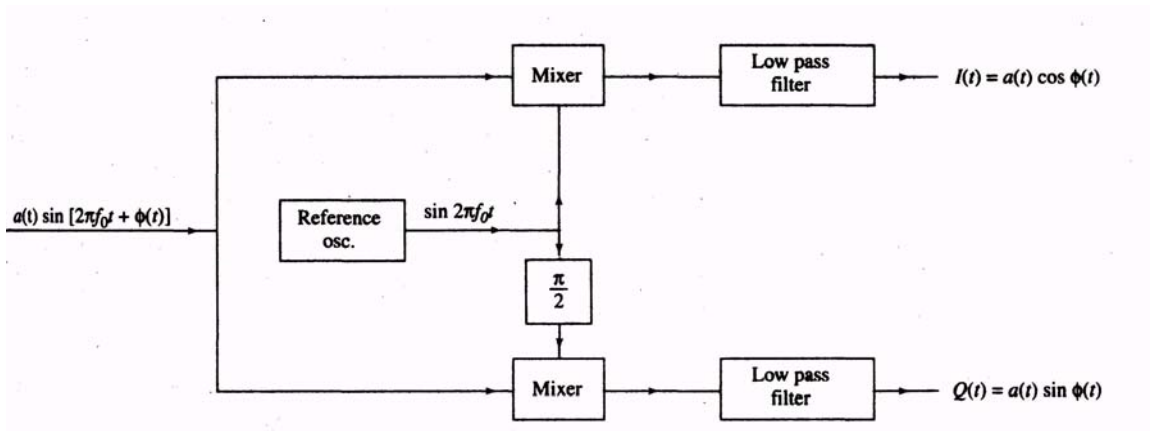 Mixer
Low pass
filter
I(t) = a(t) cos ϕ(t)
a(t) sin [2πf₀t + ϕ(t)]
Reference
osc.
sin 2πf₀t
π
2
Mixer
Low pass
filter
Q(t) = a(t) sin ϕ(t)